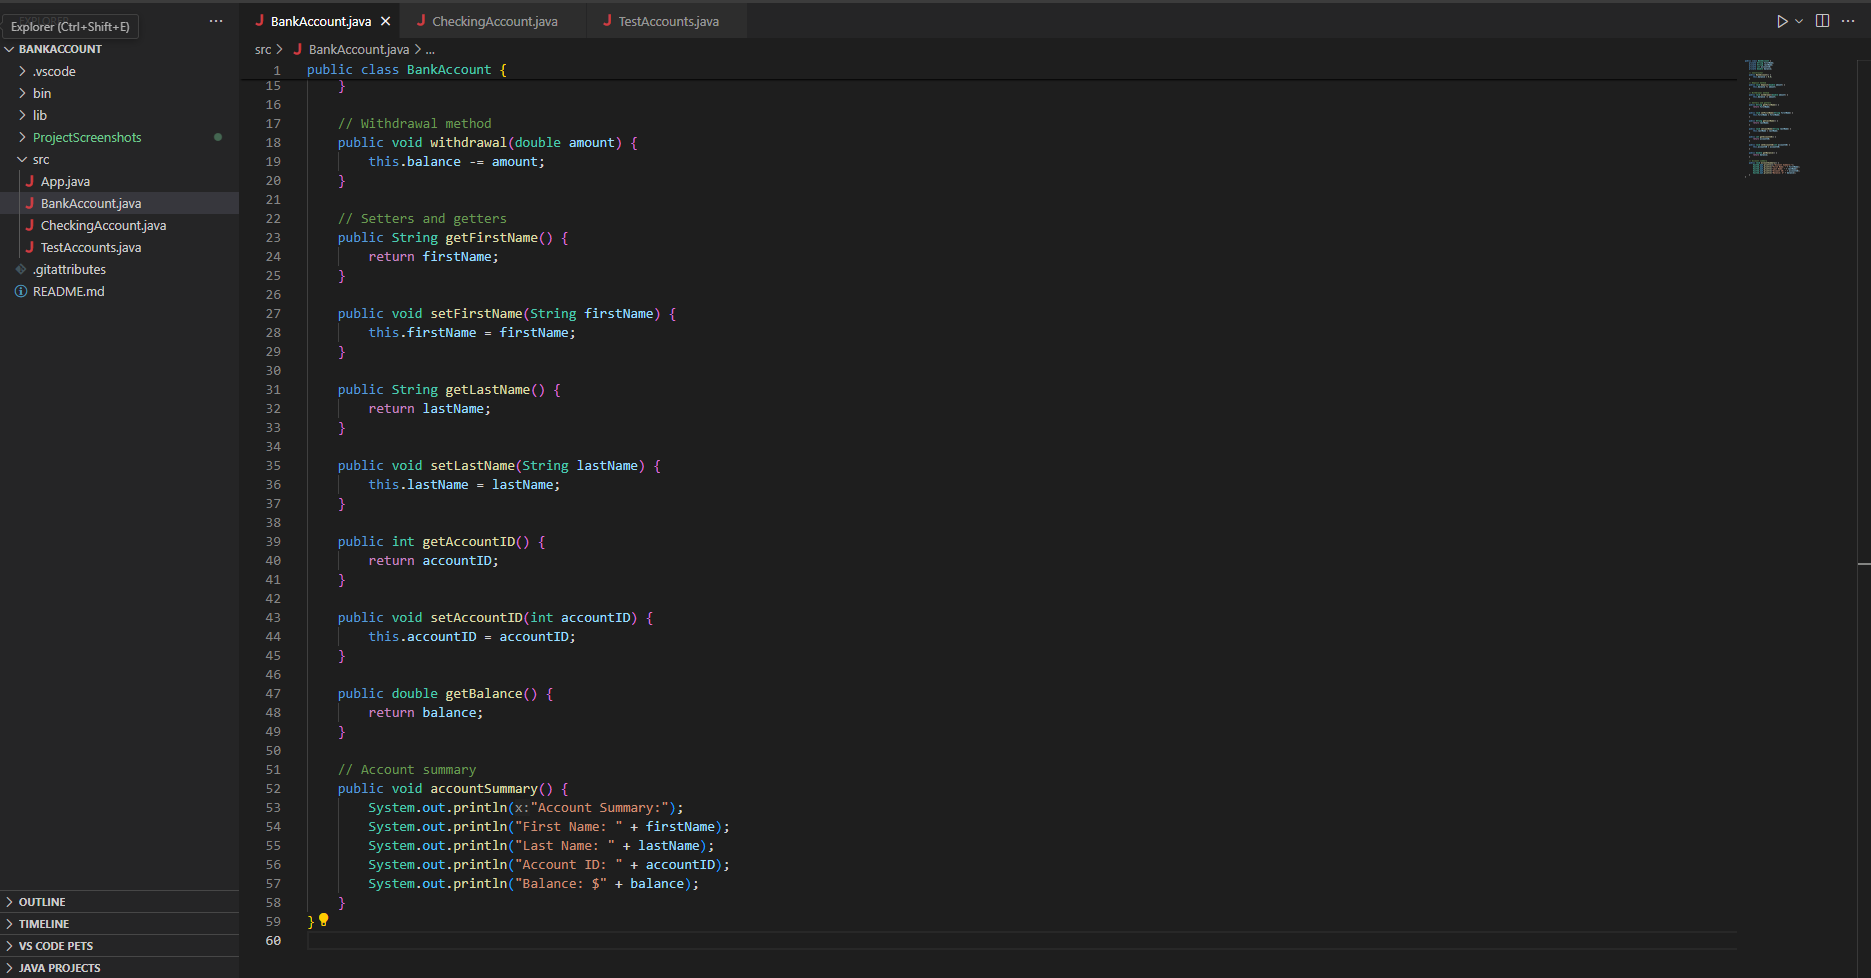 Explorer (Ctrl+Shift+E)
BANKACCOUNT
.vscode
bin
lib
ProjectScreenshots
src
App.java
BankAccount.java
CheckingAccount.java
TestAccounts.java
.gitattributes
README.md
OUTLINE
TIMELINE
VS CODE PETS
JAVA PROJECTS
BankAccount.java CheckingAccount.java TestAccounts.java
src > BankAccount.java > ...
1 public class BankAccount {
15 }
16
17 // Withdrawal method
18 public void withdrawal(double amount) {
19 this.balance -= amount;
20 }
21
22 // Setters and getters
23 public String getFirstName() {
24 return firstName;
25 }
26
27 public void setFirstName(String firstName) {
28 this.firstName = firstName;
29 }
30
31 public String getLastName() {
32 return lastName;
33 }
34
35 public void setLastName(String lastName) {
36 this.lastName = lastName;
37 }
38
39 public int getAccountID() {
40 return accountID;
41 }
42
43 public void setAccountID(int accountID) {
44 this.accountID = accountID;
45 }
46
47 public double getBalance() {
48 return balance;
49 }
50
51 // Account summary
52 public void accountSummary() {
53 System.out.println(x:"Account Summary:");
54 System.out.println("First Name: " + firstName);
55 System.out.println("Last Name: " + lastName);
56 System.out.println("Account ID: " + accountID);
57 System.out.println("Balance: $" + balance);
58 }
59 }
60